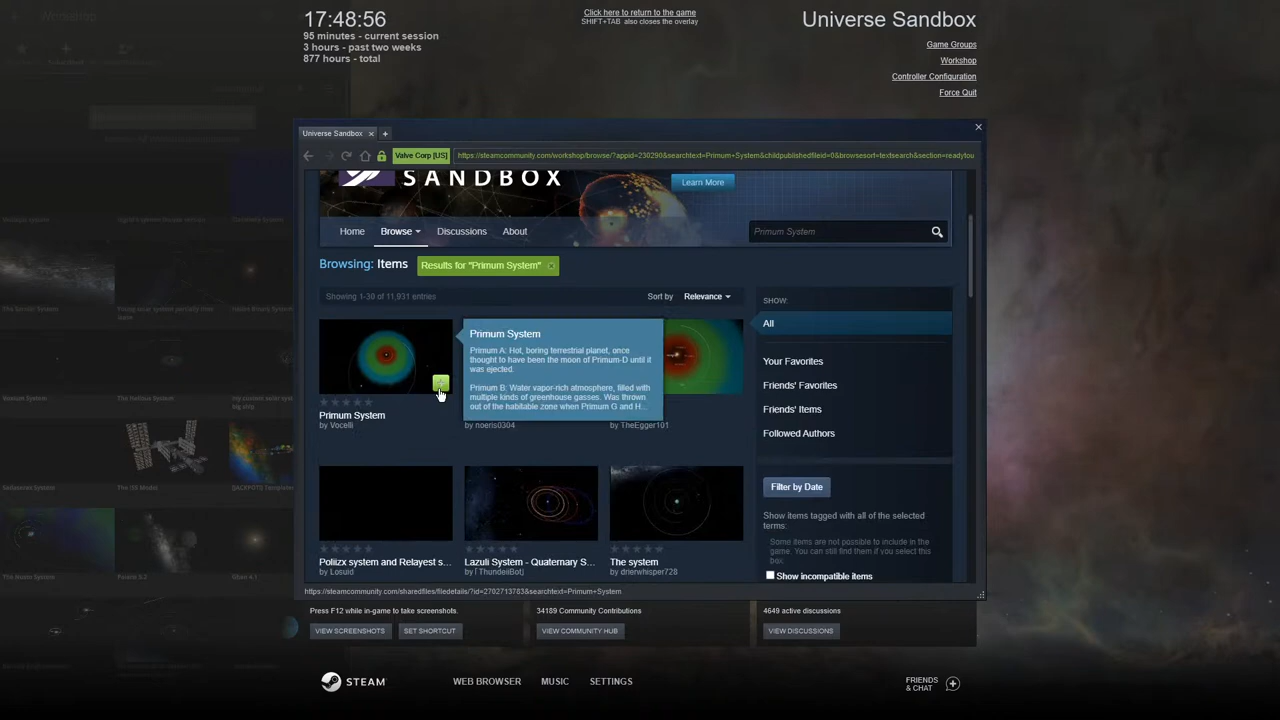 17:48:56
95 minutes - current session
3 hours - past two weeks
877 hours - total
Click here to return to the game
SHIFT+TAB also closes the overlay
Universe Sandbox
Game Groups
Workshop
Controller Configuration
Force Quit
Universe Sandbox
Valve Corp [US]
https://steamcommunity.com/workshop/browse/?appid=230290&searchtext=Primum+System&childpublishedfileid=0&browsesort=textsearch&section=readytou
SANDBOX
Learn More
Home
Browse
Discussions
About
Primum System
Browsing: Items
Results for "Primum System"
Showing 1-30 of 11,931 entries
Sort by Relevance
SHOW:
All
Your Favorites
Friends' Favorites
Friends' Items
Followed Authors
Filter by Date
Show items tagged with all of the selected
terms:
Some items are not possible to include in the
game. You can still find them if you select this
box.
Show incompatible items
Primum System
Primum A: Hot, boring terrestrial planet, once
thought to have been the moon of Primum-D until it
was ejected.
Primum B: Water vapor-rich atmosphere, filled with
multiple kinds of greenhouse gasses. Was thrown
out of the habitable zone when Primum G and H...
Primum System
by Vocelli
by noeris0304
by TheEgger101
Poliizx system and Relayest s...
by Losuid
Lazuli System - Quaternary S...
by [ThundeiiBot]
The system
by drierwhisper728
https://steamcommunity.com/sharedfiles/filedetails/?id=2702713783&searchtext=Primum+System
Press F12 while in-game to take screenshots.
VIEW SCREENSHOTS
SET SHORTCUT
34189 Community Contributions
VIEW COMMUNITY HUB
4649 active discussions
VIEW DISCUSSIONS
STEAM
WEB BROWSER
MUSIC
SETTINGS
FRIENDS
& CHAT
Workshop
The ISS Model